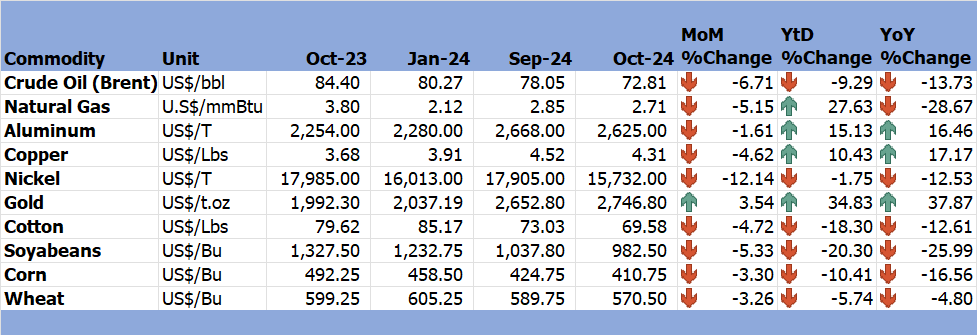 MoM YtD YoY
Commodity Unit Oct-23 Jan-24 Sep-24 Oct-24 %Change %Change %Change
Crude Oil (Brent) US$/bbl 84.40 80.27 78.05 72.81 -6.71 -9.29 -13.73
Natural Gas U.S$/mmBtu 3.80 2.12 2.85 2.71 -5.15 27.63 -28.67
Aluminum US$/T 2,254.00 2,280.00 2,668.00 2,625.00 -1.61 15.13 16.46
Copper US$/Lbs 3.68 3.91 4.52 4.31 -4.62 10.43 17.17
Nickel US$/T 17,985.00 16,013.00 17,905.00 15,732.00 -12.14 -1.75 -12.53
Gold US$/t.oz 1,992.30 2,037.19 2,652.80 2,746.80 3.54 34.83 37.87
Cotton US$/Lbs 79.62 85.17 73.03 69.58 -4.72 -18.30 -12.61
Soyabeans US$/Bu 1,327.50 1,232.75 1,037.80 982.50 -5.33 -20.30 -25.99
Corn US$/Bu 492.25 458.50 424.75 410.75 -3.30 -10.41 -16.56
Wheat US$/Bu 599.25 605.25 589.75 570.50 -3.26 -5.74 -4.80